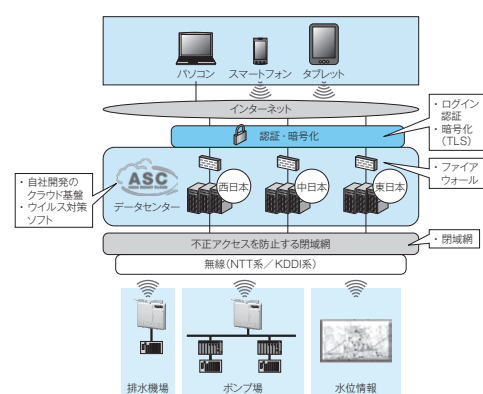 パソコン
スマートフォン
タブレット
インターネット
認証・暗号化
・ログイン
認証
・暗号化
(TLS)
・ファイア
ウォール
ASC
データセンター
西日本
中日本
東日本
・自社開発の
クラウド基盤
・ウイルス対策
ソフト
不正アクセスを防止する閉域網
・閉域網
無線(NTT系/KDDI系)
排水機場
ポンプ場
水位情報